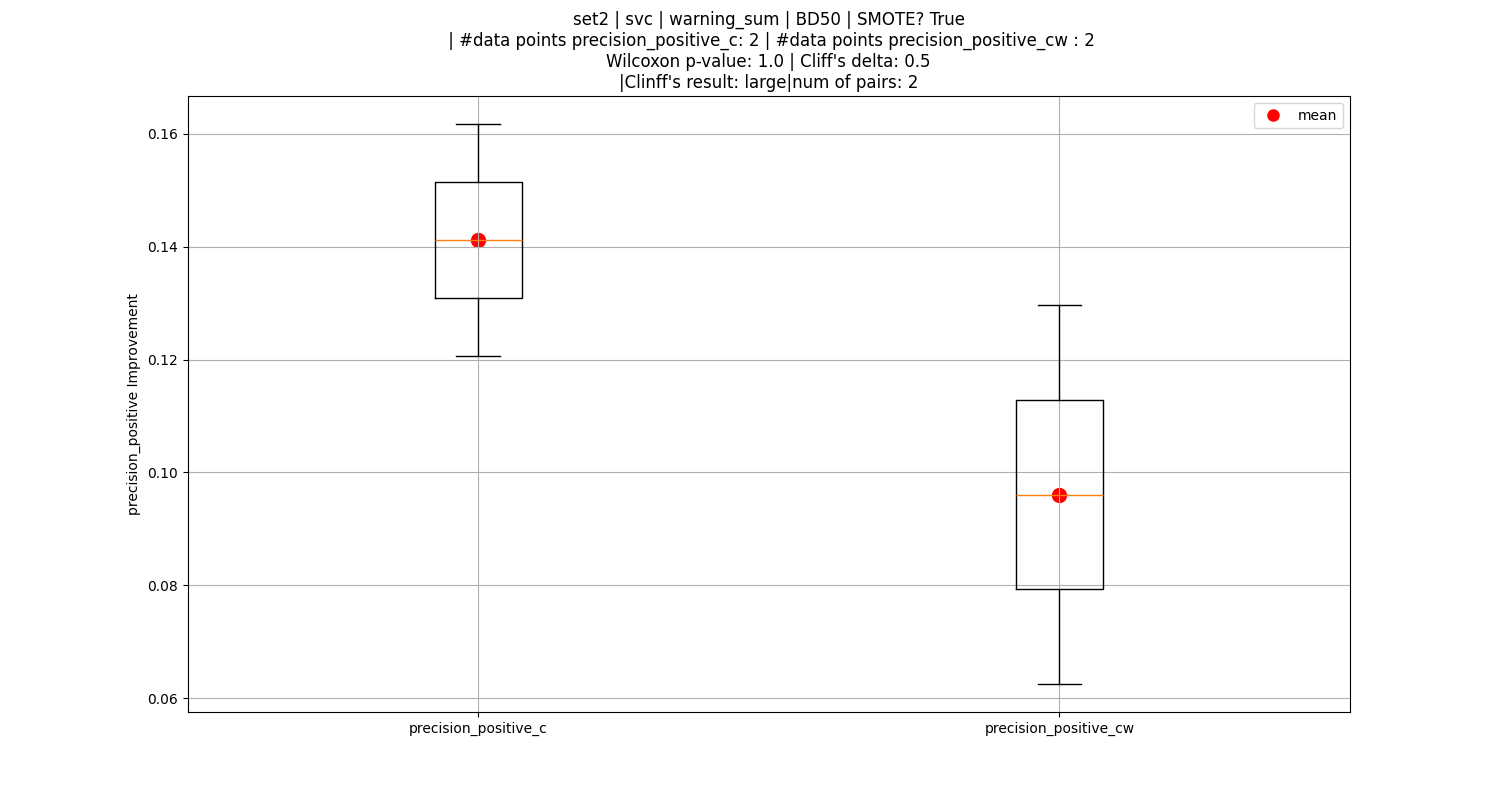 set2 | svc | warning_sum | BD50 | SMOTE? True
| #data points precision_positive_c: 2 | #data points precision_positive_cw : 2
Wilcoxon p-value: 1.0 | Cliff's delta: 0.5
|Clinff's result: large|num of pairs: 2
mean
0.16
0.14
0.12
0.10
0.08
0.06
precision_positive Improvement
precision_positive_c
precision_positive_cw